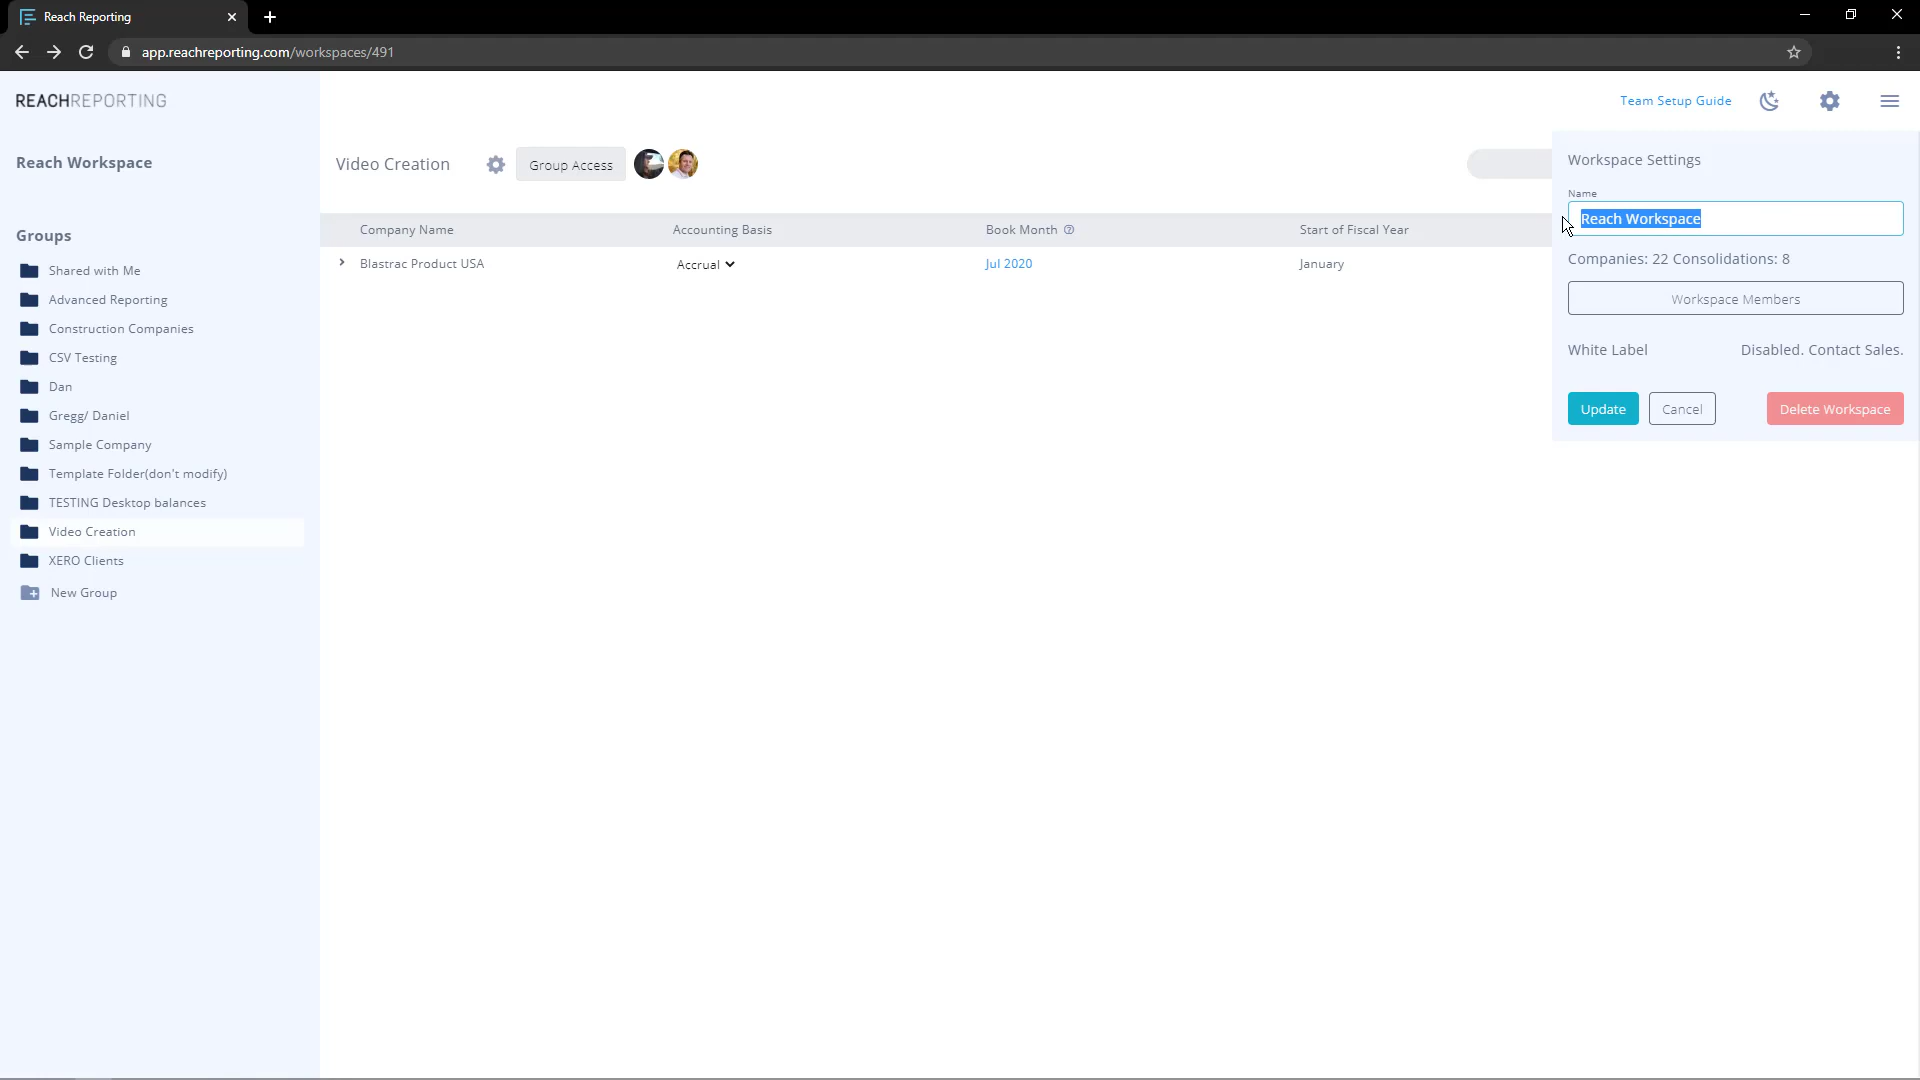 Reach Reporting
app.reachreporting.com/workspaces/491
REACHREPORTING
Team Setup Guide
Reach Workspace
Video Creation
Group Access
Workspace Settings
Name
Reach Workspace
Companies: 22 Consolidations: 8
Workspace Members
White Label Disabled. Contact Sales.
Update Cancel Delete Workspace
Company Name Accounting Basis Book Month Start of Fiscal Year
Blastrac Product USA Accrual Jul 2020 January
Groups
Shared with Me
Advanced Reporting
Construction Companies
CSV Testing
Dan
Gregg/ Daniel
Sample Company
Template Folder(don't modify)
TESTING Desktop balances
Video Creation
XERO Clients
New Group